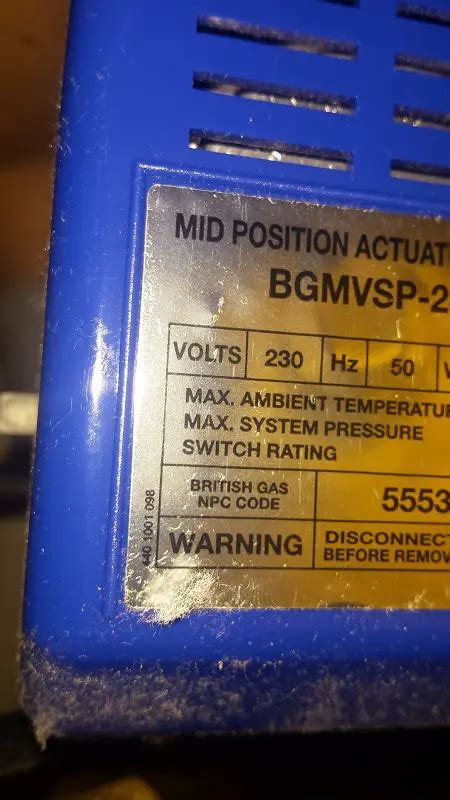 MID POSITION ACTUAT
BGMVSP-2
VOLTS 230 Hz 50
MAX. AMBIENT TEMPERATU
MAX. SYSTEM PRESSURE
SWITCH RATING
BRITISH GAS
NPC CODE
5553
WARNING
DISCONNECT
BEFORE REMOV
440 1001 098